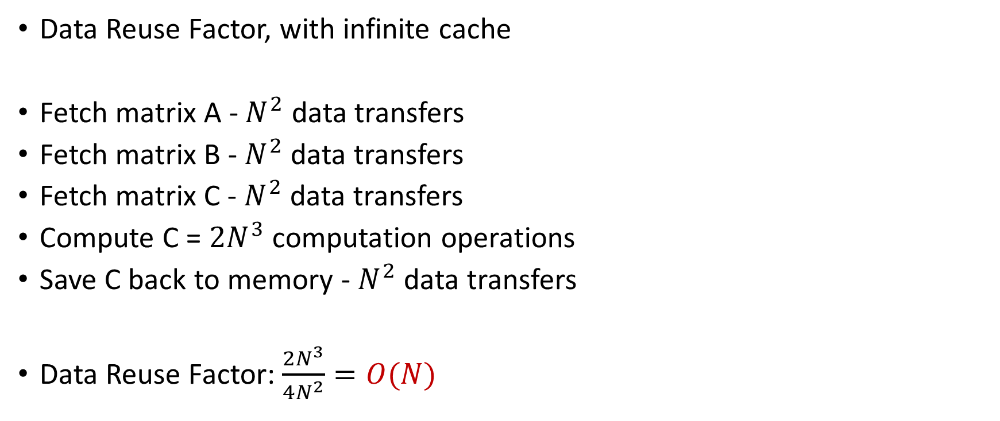 • Data Reuse Factor, with infinite cache
• Fetch matrix A - $N^2$ data transfers
• Fetch matrix B - $N^2$ data transfers
• Fetch matrix C - $N^2$ data transfers
• Compute C = $2N^3$ computation operations
• Save C back to memory - $N^2$ data transfers
• Data Reuse Factor: $\frac{2N^3}{4N^2} = O(N)$